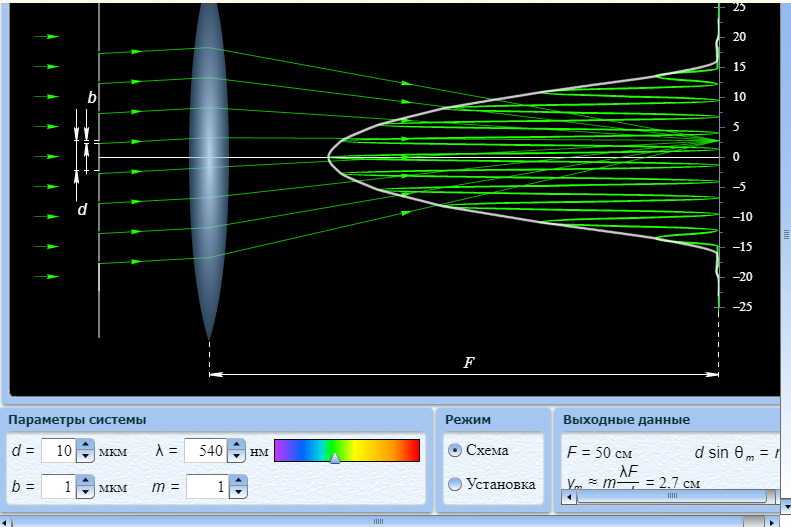 25
20
15
10
5
0
−5
−10
−15
−20
−25
b
d
F
Параметры системы
d = 10 мкм λ = 540 нм
b = 1 мкм m = 1
Режим
Схема
Установка
Выходные данные
F = 50 см d sin θm =
ym ≈ m λF = 2,7 см